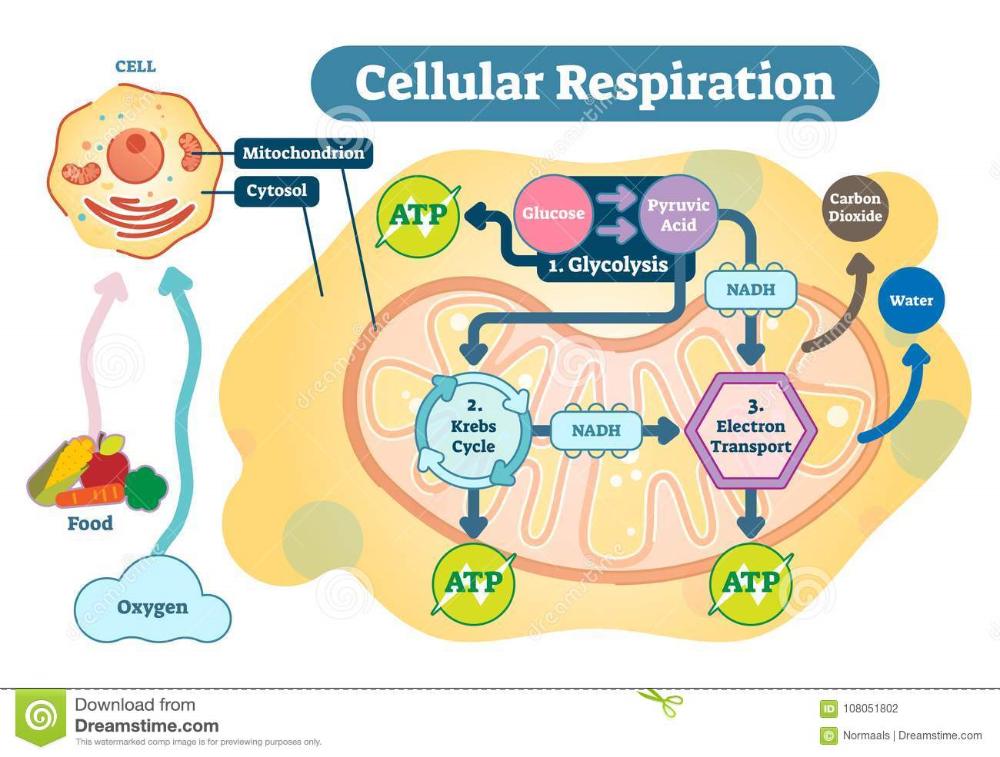 Cellular Respiration
CELL
Mitochondrion
Cytosol
ATP
Glucose
Pyruvic
Acid
1. Glycolysis
NADH
Carbon
Dioxide
Water
2.
Krebs
Cycle
NADH
3.
Electron
Transport
ATP
ATP
Food
Oxygen
dreamstime
Download from
Dreamstime.com
This watermarked comp image is for previewing purposes only.
ID 108051802
© Normaals | Dreamstime.com